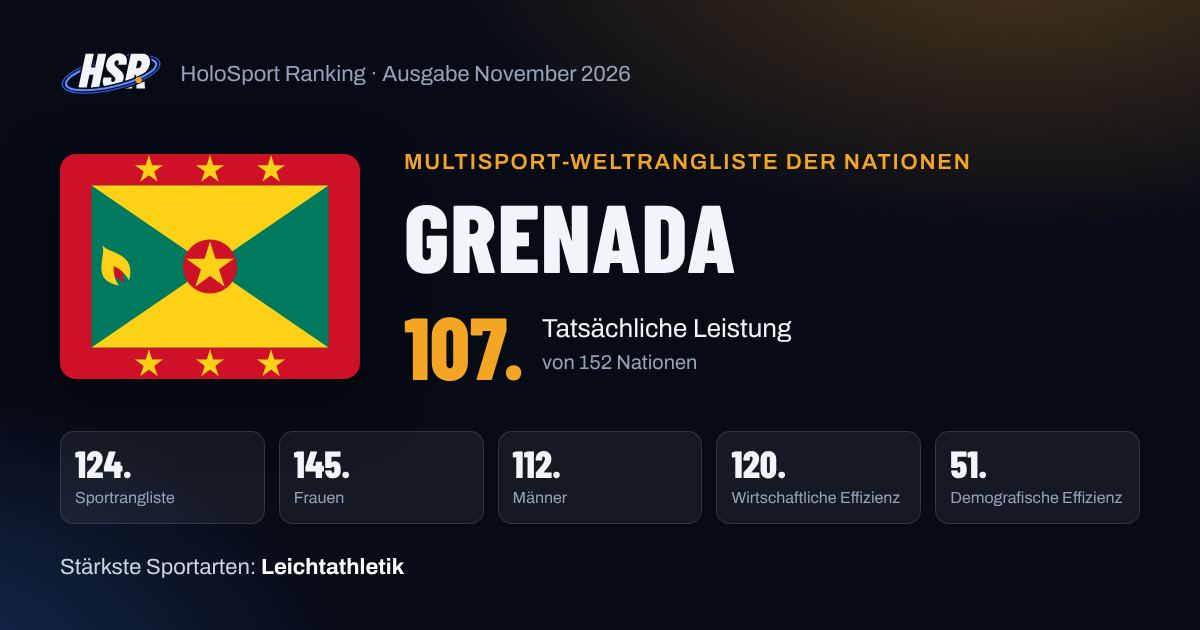 HSR HoloSport Ranking · Ausgabe November 2026
MULTISPORT-WELTRANGLISTE DER NATIONEN
GRENADA
107. Tatsächliche Leistung
von 152 Nationen
124.
Sportrangliste
145.
Frauen
112.
Männer
120.
Wirtschaftliche Effizienz
51.
Demografische Effizienz
Stärkste Sportarten: Leichtathletik